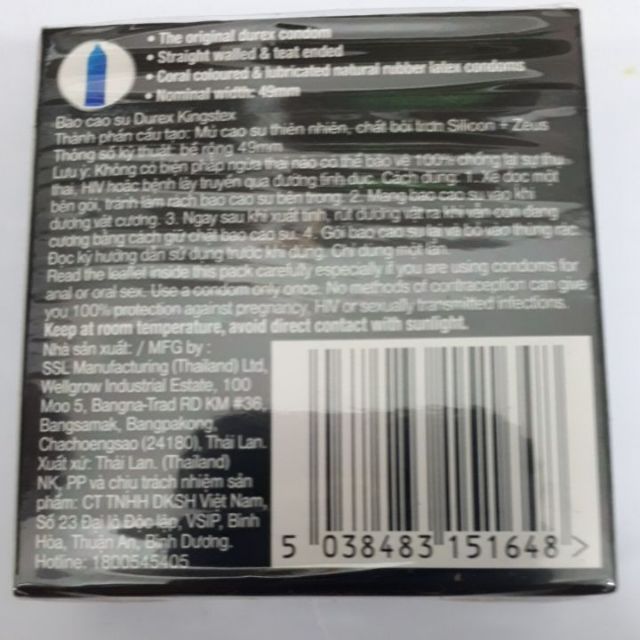 • The original durex condom
• Straight walled & teat ended
• Coral coloured & lubricated natural rubber latex condoms
• Nominal width: 49mm
Bao cao su Durex Kingstex
Thành phần cấu tạo: Mủ cao su thiên nhiên, chất bôi trơn Silicon + Zeus
Thông số kỹ thuật: bề rộng 49mm
Lưu ý: Không có biện pháp ngừa thai nào có thể bảo vệ 100% chống lại sự thụ
thai, HIV hoặc bệnh lây truyền qua đường tình dục. Cách dùng: 1. Xé dọc một
bên gói, tránh làm rách bao cao su bên trong. 2. Mang bao cao su vào khi
dương vật cương. 3. Ngay sau khi xuất tinh, rút dương vật ra khi vẫn còn đang
cương bằng cách giữ chặt bao cao su. 4. Gói bao cao su lại và bỏ vào thùng rác.
Đọc kỹ hướng dẫn sử dụng trước khi dùng. Chỉ dùng một lần.
Read the leaflet inside this pack carefully especially if you are using condoms for
anal or oral sex. Use a condom only once. No methods of contraception can give
you 100% protection against pregnancy, HIV or sexually transmitted infections.
Keep at room temperature, avoid direct contact with sunlight.
Nhà sản xuất: / MFG by :
SSL Manufacturing (Thailand) Ltd,
Wellgrow Industrial Estate, 100
Moo 5, Bangna-Trad RD KM #36,
Bangsamak, Bangpakong,
Chachoengsao (24180), Thái Lan.
Xuất xứ: Thái Lan. (Thailand)
NK, PP và chịu trách nhiệm sản
phẩm: CT TNHH DKSH Việt Nam,
Số 23 Đại lộ Độc lập, VSIP, Bình
Hòa, Thuận An, Bình Dương.
Hotline: 1800545405
5 038483 151648 >